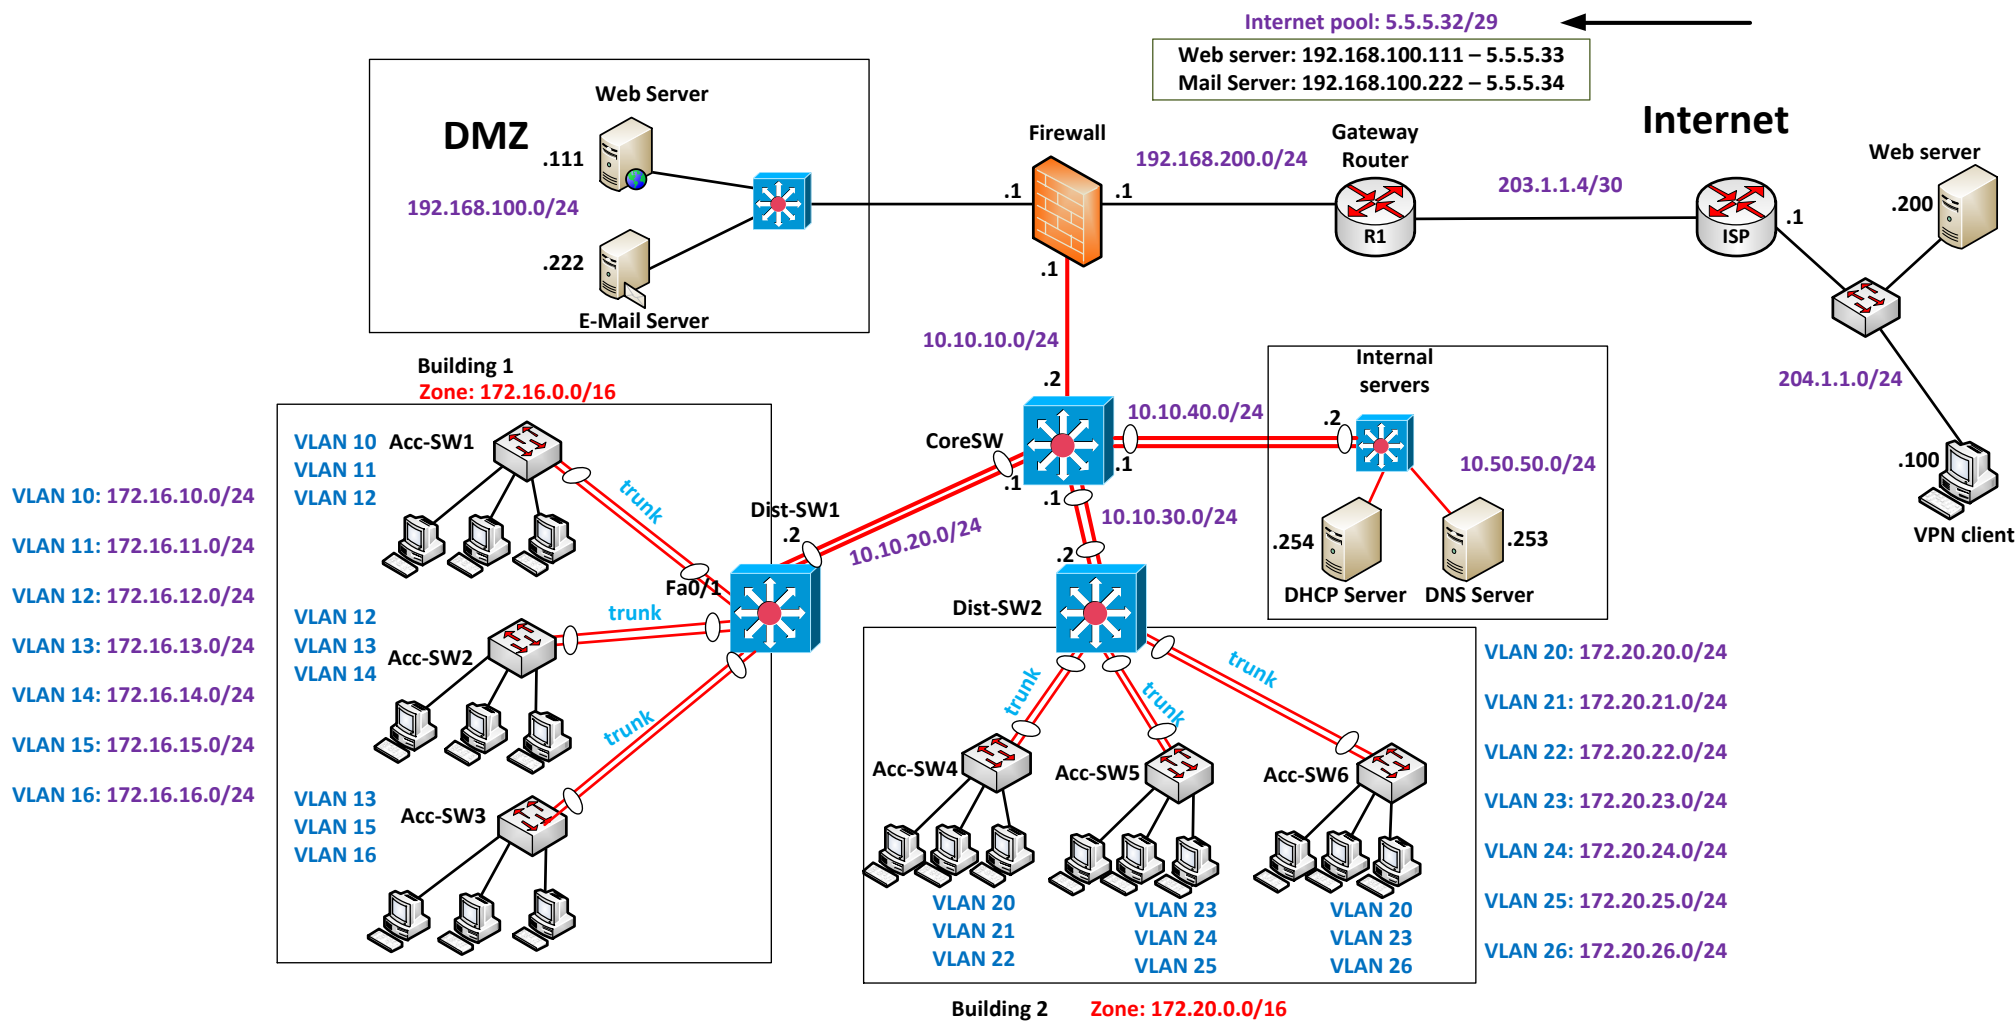 Internet pool: 5.5.5.32/29
Web server: 192.168.100.111 – 5.5.5.33
Mail Server: 192.168.100.222 – 5.5.5.34
DMZ
Web Server
.111
192.168.100.0/24
.222
E-Mail Server
Firewall
.1
.1
.1
192.168.200.0/24
Gateway
Router
R1
203.1.1.4/30
Internet
ISP
.1
Web server
.200
204.1.1.0/24
.100
VPN client
10.10.10.0/24
.2
CoreSW
.1
.1
.1
10.10.40.0/24
.2
Internal
servers
10.50.50.0/24
.254
.253
DHCP Server
DNS Server
10.10.20.0/24
10.10.30.0/24
Building 1
Zone: 172.16.0.0/16
VLAN 10
VLAN 11
VLAN 12
Acc-SW1
trunk
Dist-SW1
.2
Fa0/1
VLAN 10: 172.16.10.0/24
VLAN 11: 172.16.11.0/24
VLAN 12: 172.16.12.0/24
VLAN 13: 172.16.13.0/24
VLAN 14: 172.16.14.0/24
VLAN 15: 172.16.15.0/24
VLAN 16: 172.16.16.0/24
VLAN 12
VLAN 13
VLAN 14
Acc-SW2
trunk
VLAN 13
VLAN 15
VLAN 16
Acc-SW3
trunk
.2
Dist-SW2
trunk
trunk
trunk
Acc-SW4
Acc-SW5
Acc-SW6
VLAN 20
VLAN 21
VLAN 22
VLAN 23
VLAN 24
VLAN 25
VLAN 20
VLAN 23
VLAN 26
VLAN 20: 172.20.20.0/24
VLAN 21: 172.20.21.0/24
VLAN 22: 172.20.22.0/24
VLAN 23: 172.20.23.0/24
VLAN 24: 172.20.24.0/24
VLAN 25: 172.20.25.0/24
VLAN 26: 172.20.26.0/24
Building 2
Zone: 172.20.0.0/16